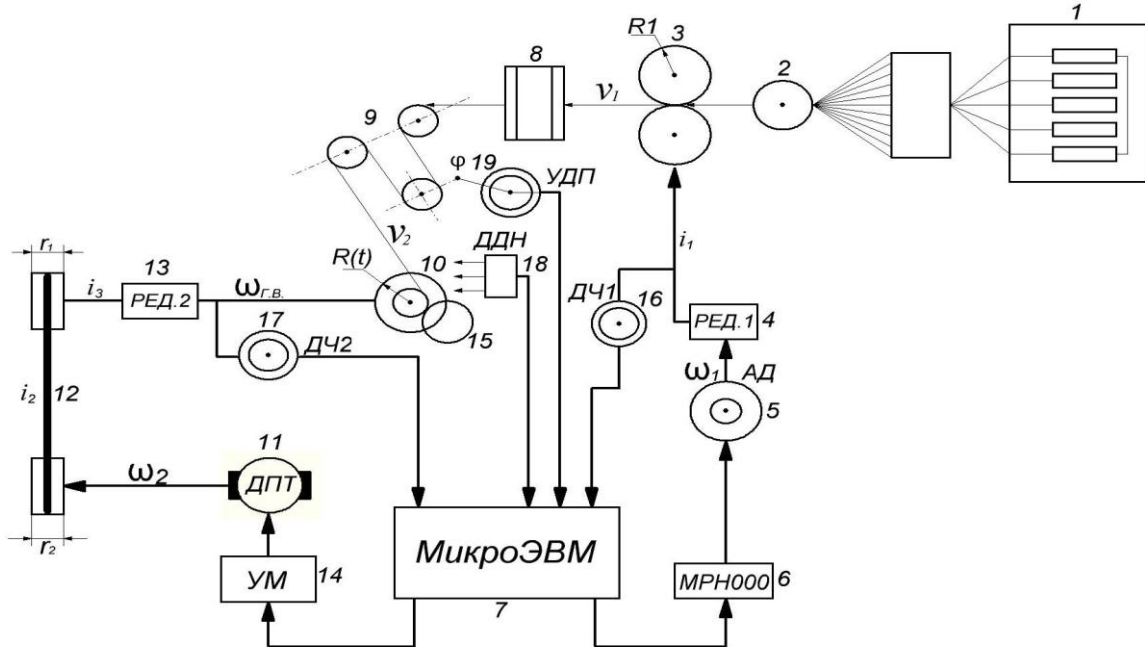 1
R1
3
2
8
v₁
9
φ
19
УДП
i₁
r₁
v₂
ДДН
13
R(t)
10
18
ДЧ1
16
i₃
РЕД.2
ωг.в.
РЕД.1
4
17
15
ДЧ2
ω₁
АД
5
i₂
12
11
ω2
ДПТ
r₂
УМ
14
МикроЭВМ
МРН000
6
7